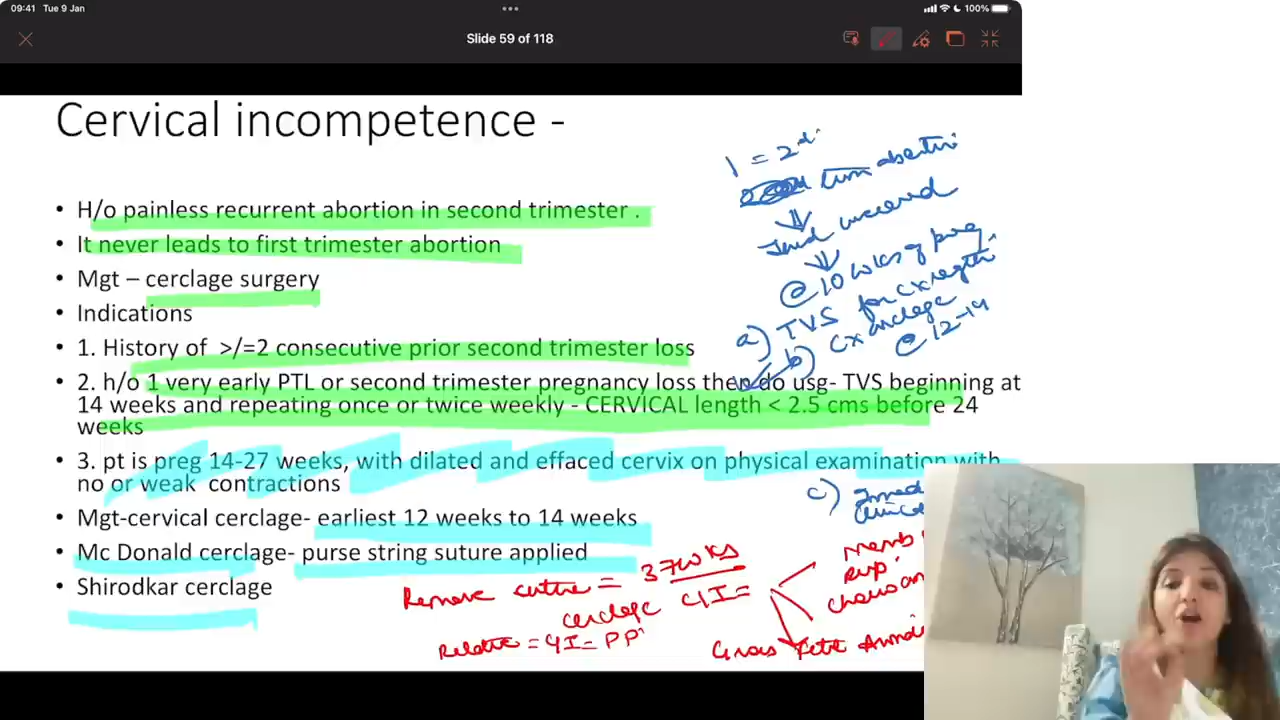 09:41 Tue 9 Jan
100%
Slide 59 of 118
Cervical incompetence -
• H/o painless recurrent abortion in second trimester .
• It never leads to first trimester abortion
• Mgt – cerclage surgery
• Indications
• 1. History of >/=2 consecutive prior second trimester loss
• 2. h/o 1 very early PTL or second trimester pregnancy loss then do usg- TVS beginning at
14 weeks and repeating once or twice weekly - CERVICAL length < 2.5 cms before 24
weeks
• 3. pt is preg 14-27 weeks, with dilated and effaced cervix on physical examination with
no or weak contractions
• Mgt-cervical cerclage- earliest 12 weeks to 14 weeks
• Mc Donald cerclage- purse string suture applied
• Shirodkar cerclage
1 = 2nd
abortion
@ 10 wks of preg
a) TVS for cx length
b) cx cerclage
@ 12-14
c)
Remove suture = 37 wks
cerclage CI =
Memb
rup
Relative = CI = PP
Gross